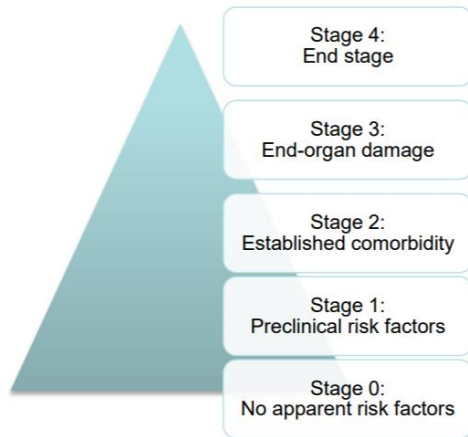 Stage 4:
End stage
Stage 3:
End-organ damage
Stage 2:
Established comorbidity
Stage 1:
Preclinical risk factors
Stage 0:
No apparent risk factors